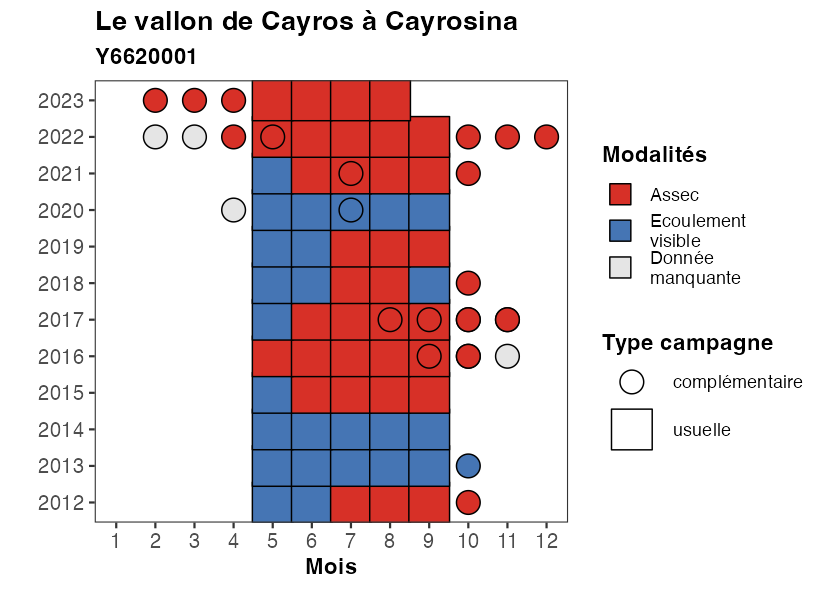 Le vallon de Cayros à Cayrosina
Y6620001
2023
2022
2021
2020
2019
2018
2017
2016
2015
2014
2013
2012
1 2 3 4 5 6 7 8 9 10 11 12
Mois
Modalités
Assec
Ecoulement
visible
Donnée
manquante
Type campagne
complémentaire
usuelle